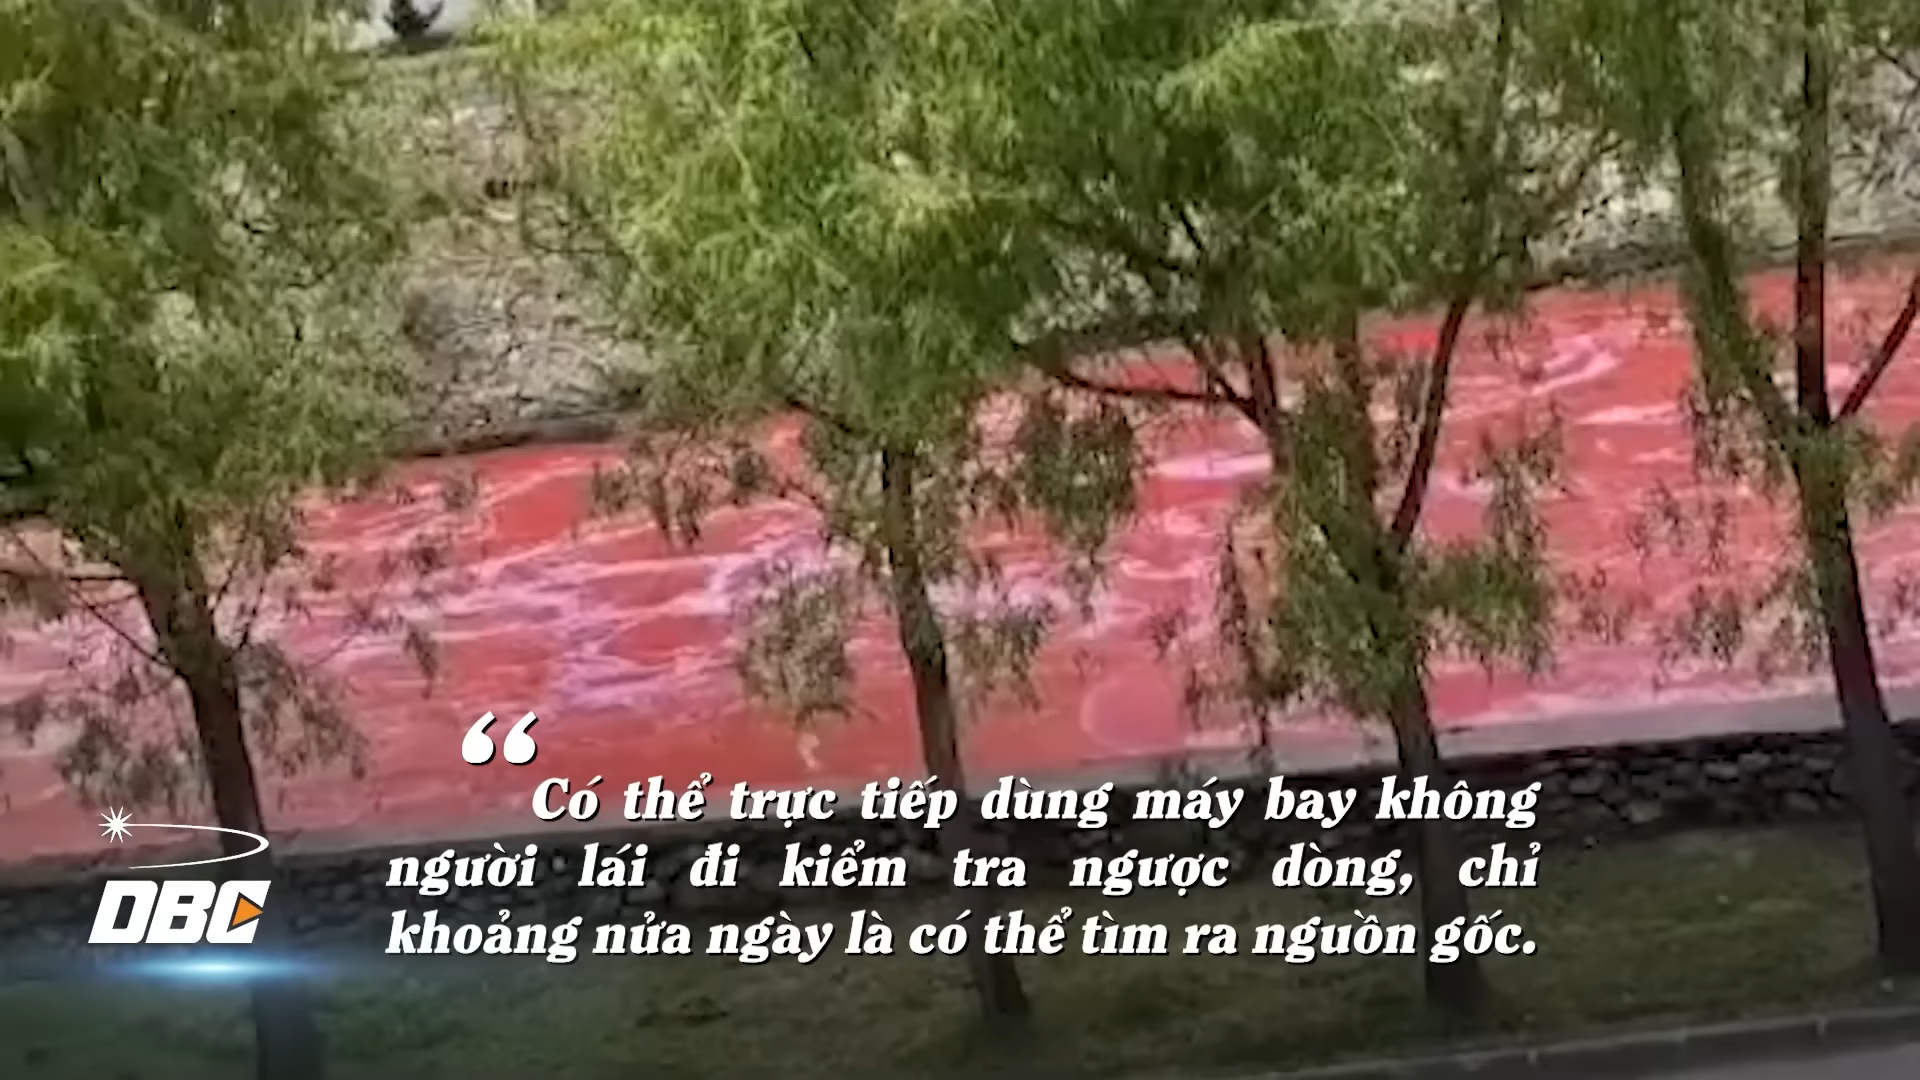 “
Có thể trực tiếp dùng máy bay không
người lái đi kiểm tra ngược dòng, chỉ
khoảng nửa ngày là có thể tìm ra nguồn gốc.
DBC